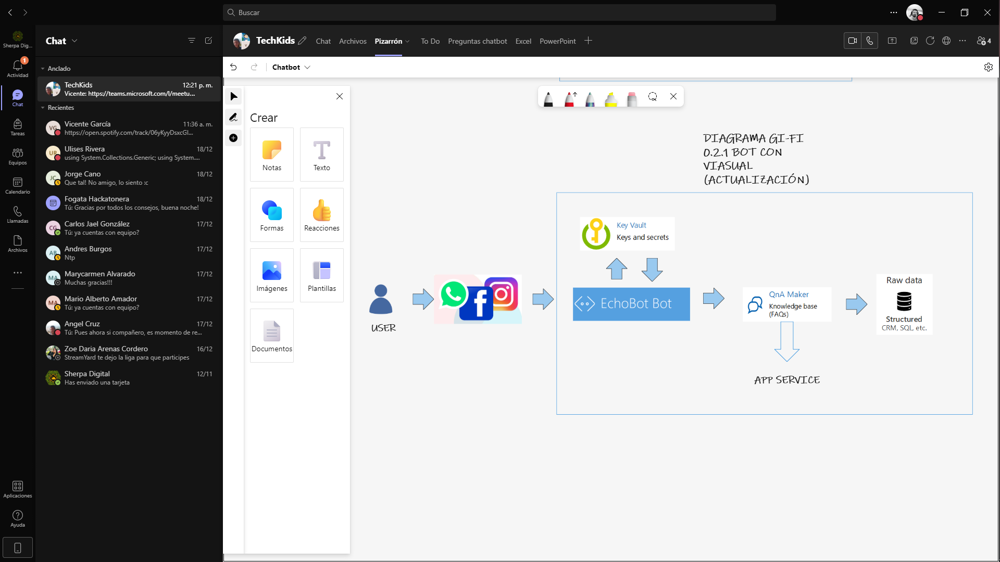 Buscar
Sherpa Dig...
1
Actividad
Chat
Tareas
Equipos
Calendario
Llamadas
Archivos
Aplicaciones
Ayuda
Chat
Anclado
TechKids 12:21 p. m.
Vicente: https://teams.microsoft.com/l/meetu...
Recientes
VG
Vicente García 11:36 a. m.
https://open.spotify.com/track/06yKyyDsxcGl...
UR
Ulises Rivera 18/12
using System.Collections.Generic; using System....
JC
Jorge Cano 18/12
Que tal! No amigo, lo siento :c
Fogata Hackatonera 18/12
Tú: Gracias por todos los consejos, buena noche!
CG
Carlos Jael González 17/12
Tú: ya cuentas con equipo?
AB
Andres Burgos 17/12
Ntp
MA
Marycarmen Alvarado 17/12
Muchas gracias!!!
MA
Mario Alberto Amador 17/12
Tú: ya cuentas con equipo?
Angel Cruz 17/12
Tú: Pues ahora si compañero, es momento de re...
Zoe Daria Arenas Cordero 16/12
StreamYard te dejo la liga para que participes
Sherpa Digital 12/11
Has enviado una tarjeta
V
TechKids Chat Archivos Pizarrón To Do Preguntas chatbot Excel PowerPoint
4
Chatbot
Crear
Notas Texto
Formas Reacciones
Imágenes Plantillas
Documentos
DIAGRAMA GI-FI
0.2.1 BOT CON
VIASUAL
(ACTUALIZACIÓN)
Key Vault
Keys and secrets
USER
EchoBot Bot
QnA Maker
Knowledge base
(FAQs)
Raw data
Structured
CRM, SQL, etc.
APP SERVICE